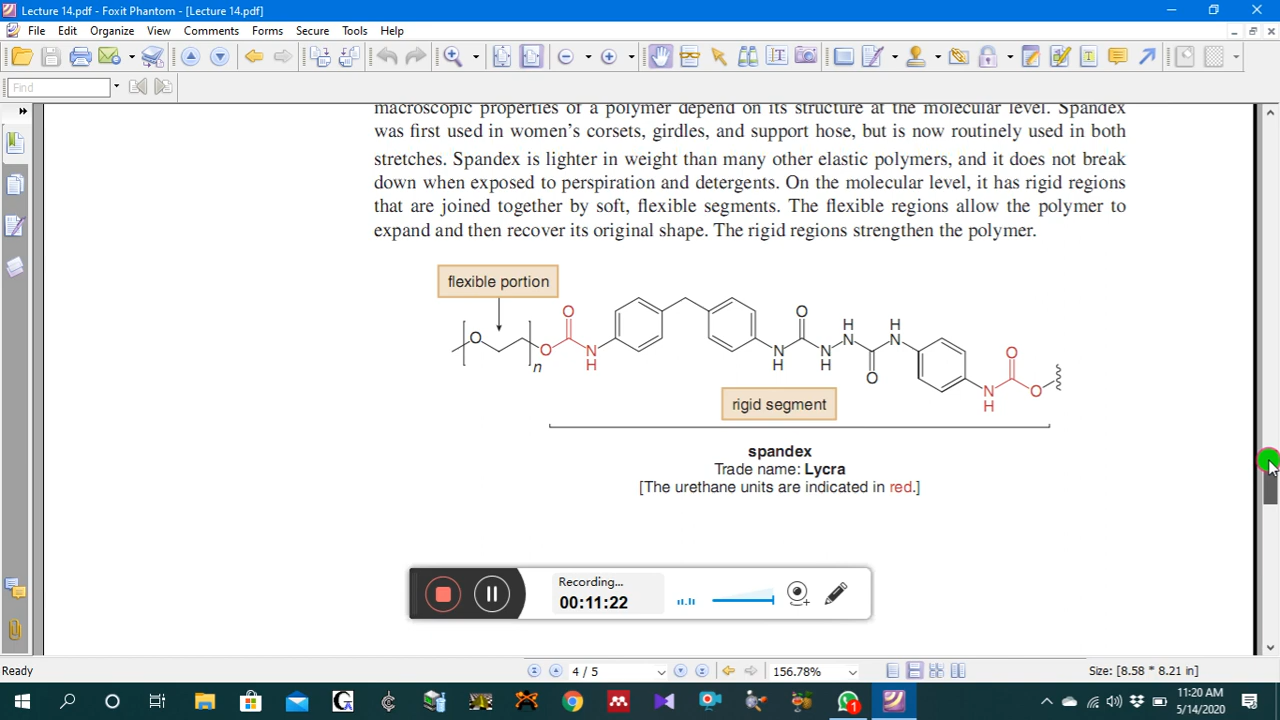 Lecture 14.pdf - Foxit Phantom - [Lecture 14.pdf]
File Edit Organize View Comments Forms Secure Tools Help
Find
macroscopic properties of a polymer depend on its structure at the molecular level. Spandex
was first used in women's corsets, girdles, and support hose, but is now routinely used in both
stretches. Spandex is lighter in weight than many other elastic polymers, and it does not break
down when exposed to perspiration and detergents. On the molecular level, it has rigid regions
that are joined together by soft, flexible segments. The flexible regions allow the polymer to
expand and then recover its original shape. The rigid regions strengthen the polymer.
flexible portion
O O O H H
O n O N N N N N
H H H O N O
H
rigid segment
spandex
Trade name: Lycra
[The urethane units are indicated in red.]
Recording...
00:11:22
Ready 4 / 5 156.78% Size: [8.58 * 8.21 in]
1
11:20 AM
5/14/2020